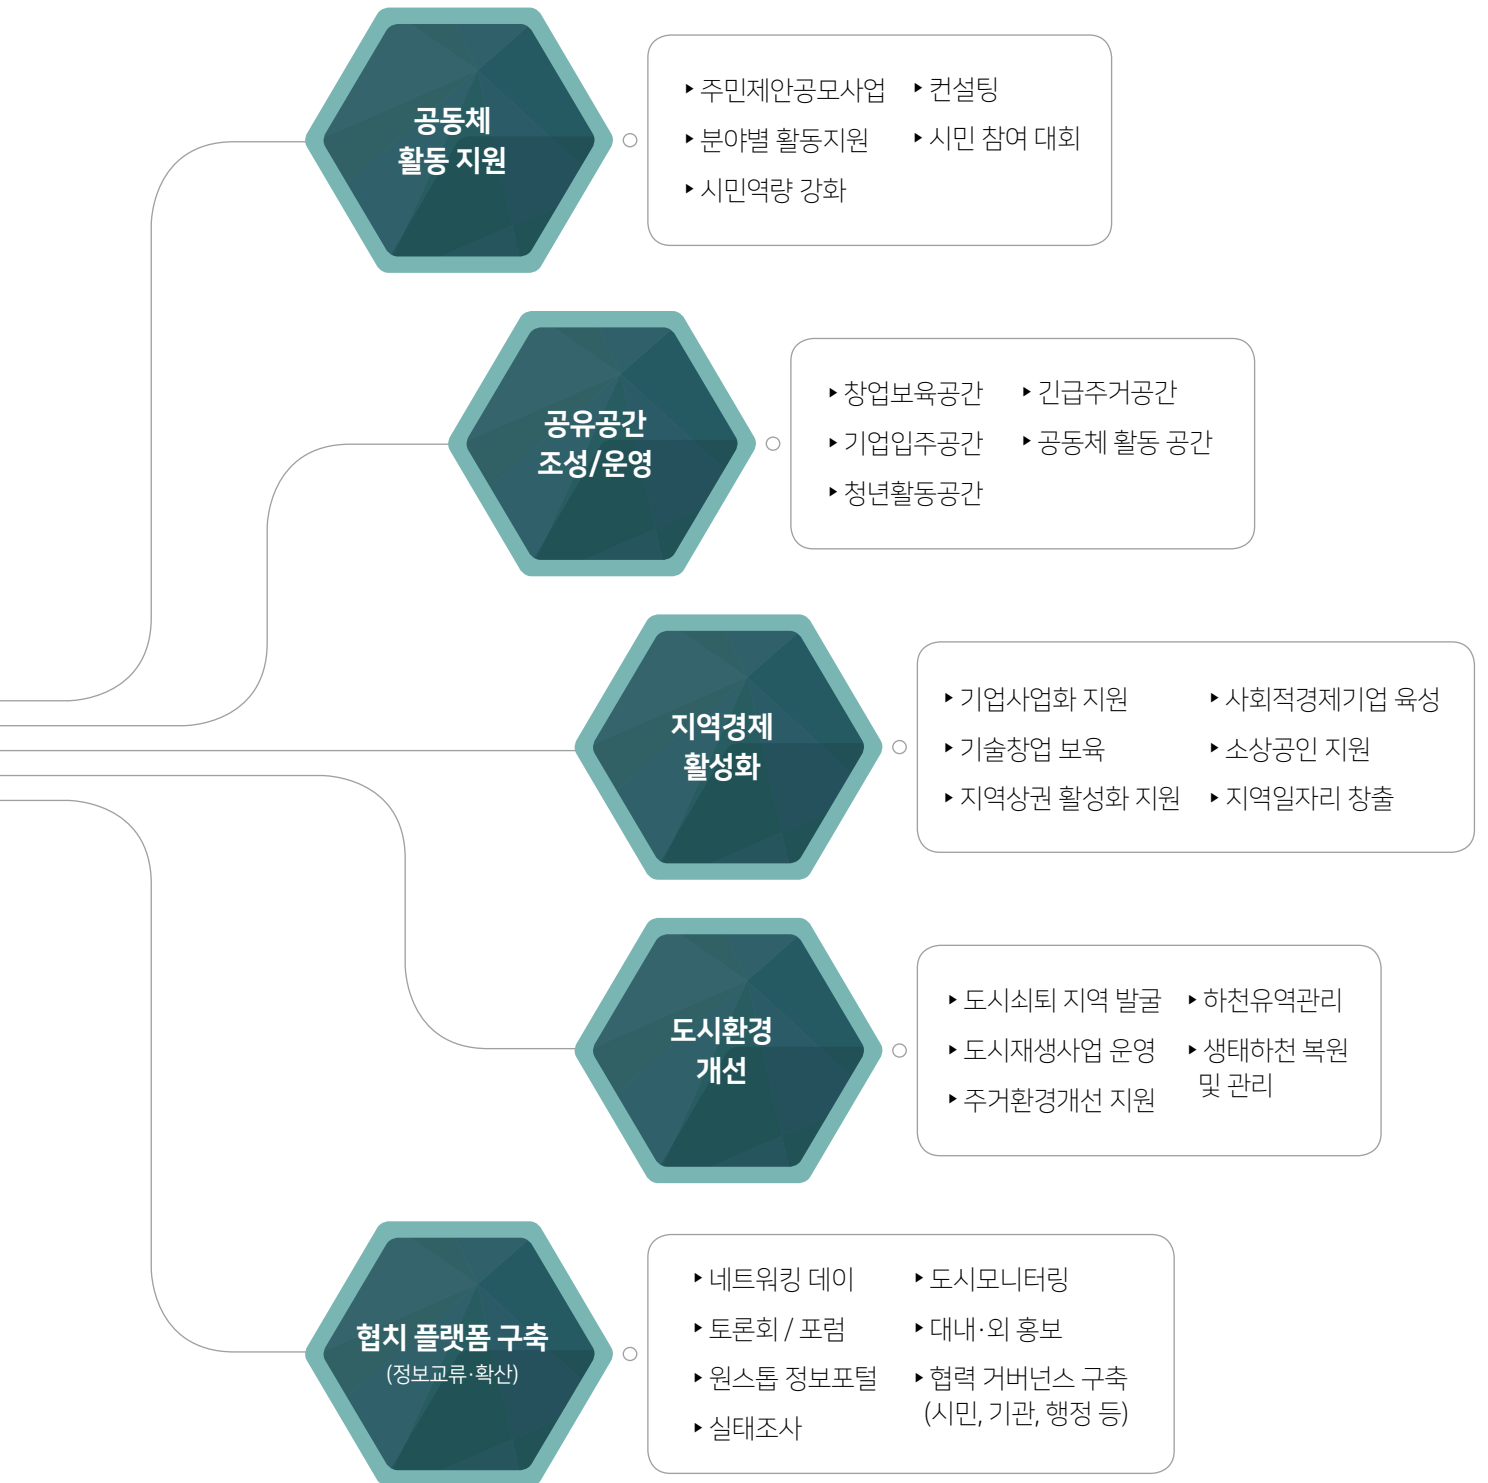 공동체
활동 지원
▸ 주민제안공모사업
▸ 분야별 활동지원
▸ 시민역량 강화
▸ 컨설팅
▸ 시민 참여 대회
공유공간
조성/운영
▸ 창업보육공간
▸ 기업입주공간
▸ 청년활동공간
▸ 긴급주거공간
▸ 공동체 활동 공간
지역경제
활성화
▸ 기업사업화 지원
▸ 기술창업 보육
▸ 지역상권 활성화 지원
▸ 사회적경제기업 육성
▸ 소상공인 지원
▸ 지역일자리 창출
도시환경
개선
▸ 도시쇠퇴 지역 발굴
▸ 도시재생사업 운영
▸ 주거환경개선 지원
▸ 하천유역관리
▸ 생태하천 복원
및 관리
협치 플랫폼 구축
(정보교류·확산)
▸ 네트워킹 데이
▸ 토론회 / 포럼
▸ 원스톱 정보포털
▸ 실태조사
▸ 도시모니터링
▸ 대내·외 홍보
▸ 협력 거버넌스 구축
(시민, 기관, 행정 등)